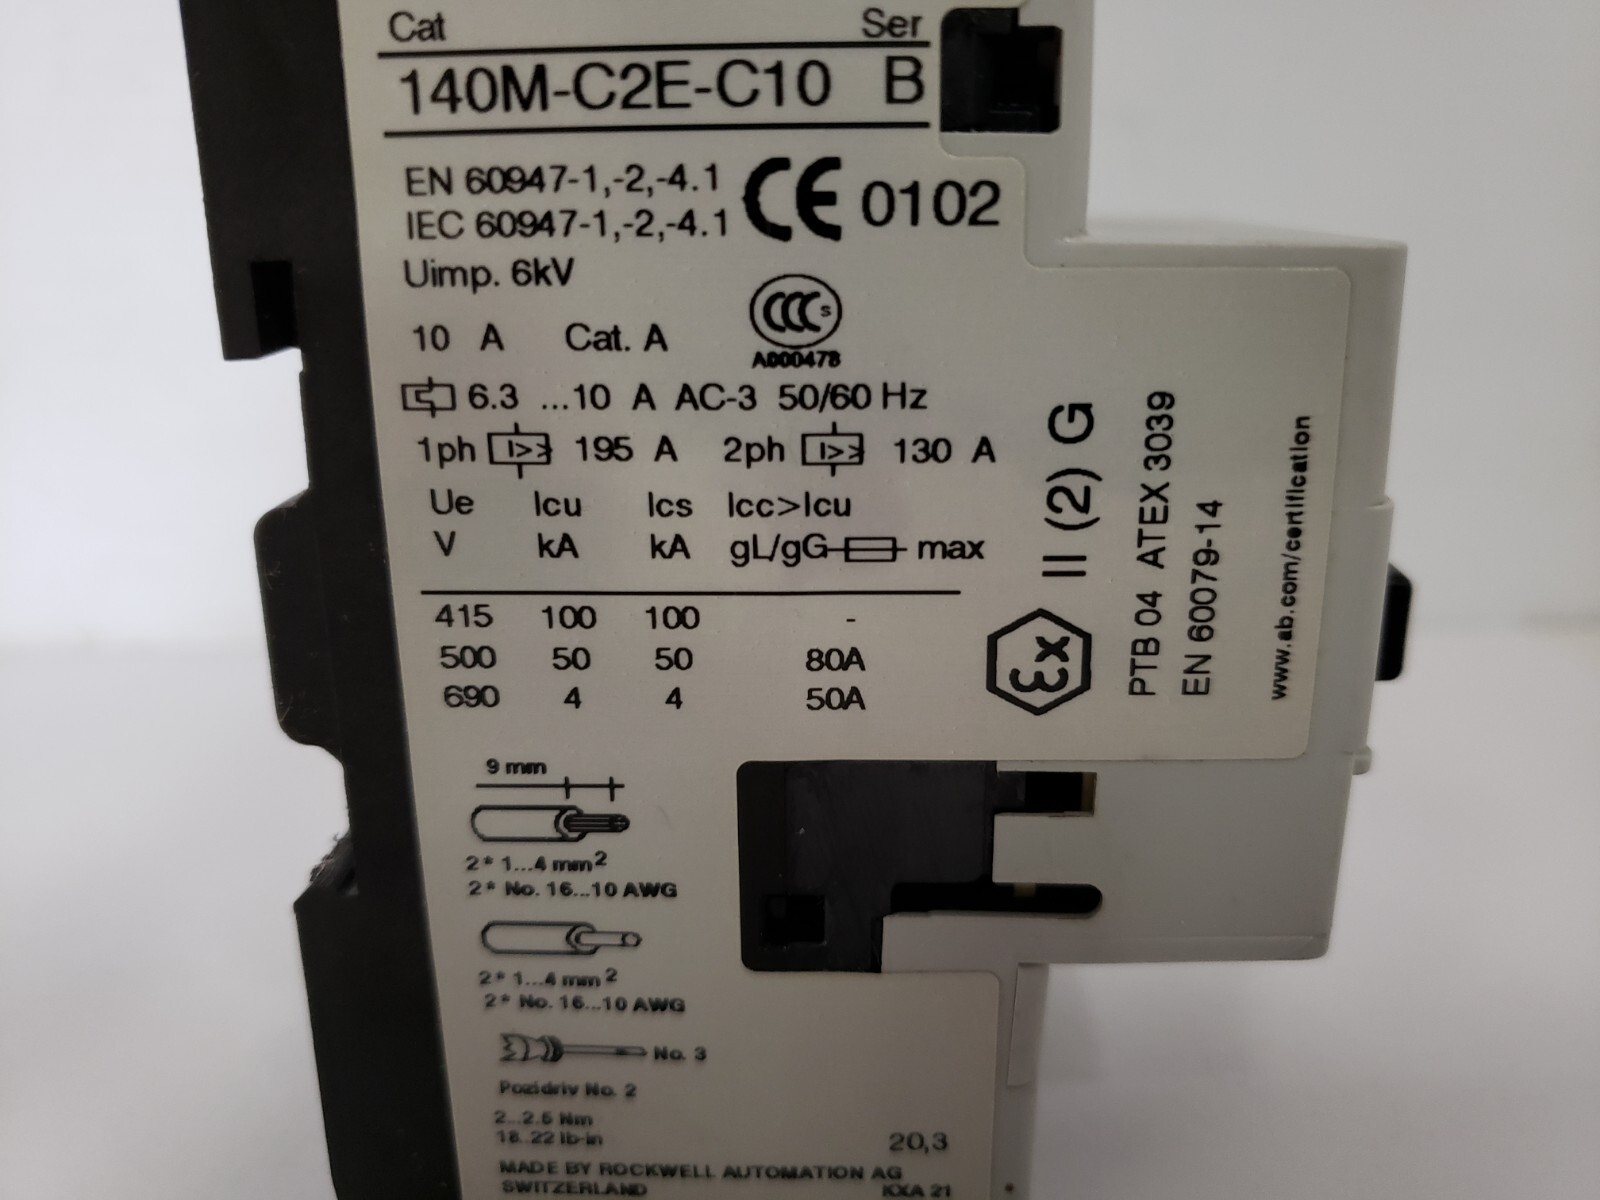 Cat Ser
140M-C2E-C10 B
EN 60947-1,-2,-4.1
IEC 60947-1,-2,-4.1
CE 0102
Uimp. 6kV
10 A Cat. A
CCC S
A000478
6.3 ...10 A AC-3 50/60 Hz
1ph I> 195 A 2ph I> 130 A
Ue Icu Ics Icc>Icu
V kA kA gL/gG max
415 100 100 -
500 50 50 80A
690 4 4 50A
Ex II (2) G
PTB 04 ATEX 3039
EN 60079-14
www.ab.com/certification
9 mm
2* 1...4 mm2
2* No. 16...10 AWG
2* 1...4 mm2
2* No. 16...10 AWG
No. 3
Pozidriv No. 2
2...2.5 Nm
18..22 lb-in
20,3
MADE BY ROCKWELL AUTOMATION AG
SWITZERLAND KXA 21 *